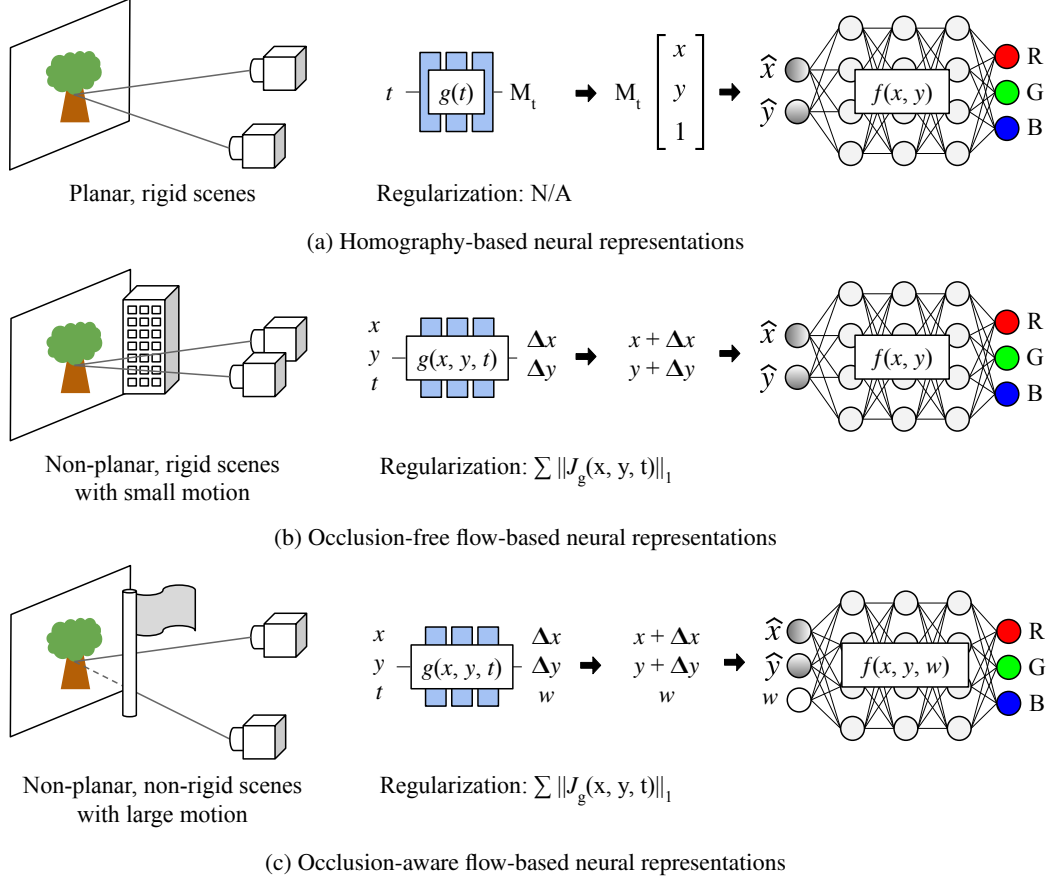 t
g(t)
M_t
M_t
x
y
1
x̂
ŷ
f(x, y)
R
G
B
Planar, rigid scenes
Regularization: N/A
(a) Homography-based neural representations
x
y
t
g(x, y, t)
Δx
Δy
x + Δx
y + Δy
x̂
ŷ
f(x, y)
R
G
B
Non-planar, rigid scenes
with small motion
Regularization: ∑ ||J_g(x, y, t)||_1
(b) Occlusion-free flow-based neural representations
x
y
t
g(x, y, t)
Δx
Δy
w
x + Δx
y + Δy
w
x̂
ŷ
w
f(x, y, w)
R
G
B
Non-planar, non-rigid scenes
with large motion
Regularization: ∑ ||J_g(x, y, t)||_1
(c) Occlusion-aware flow-based neural representations